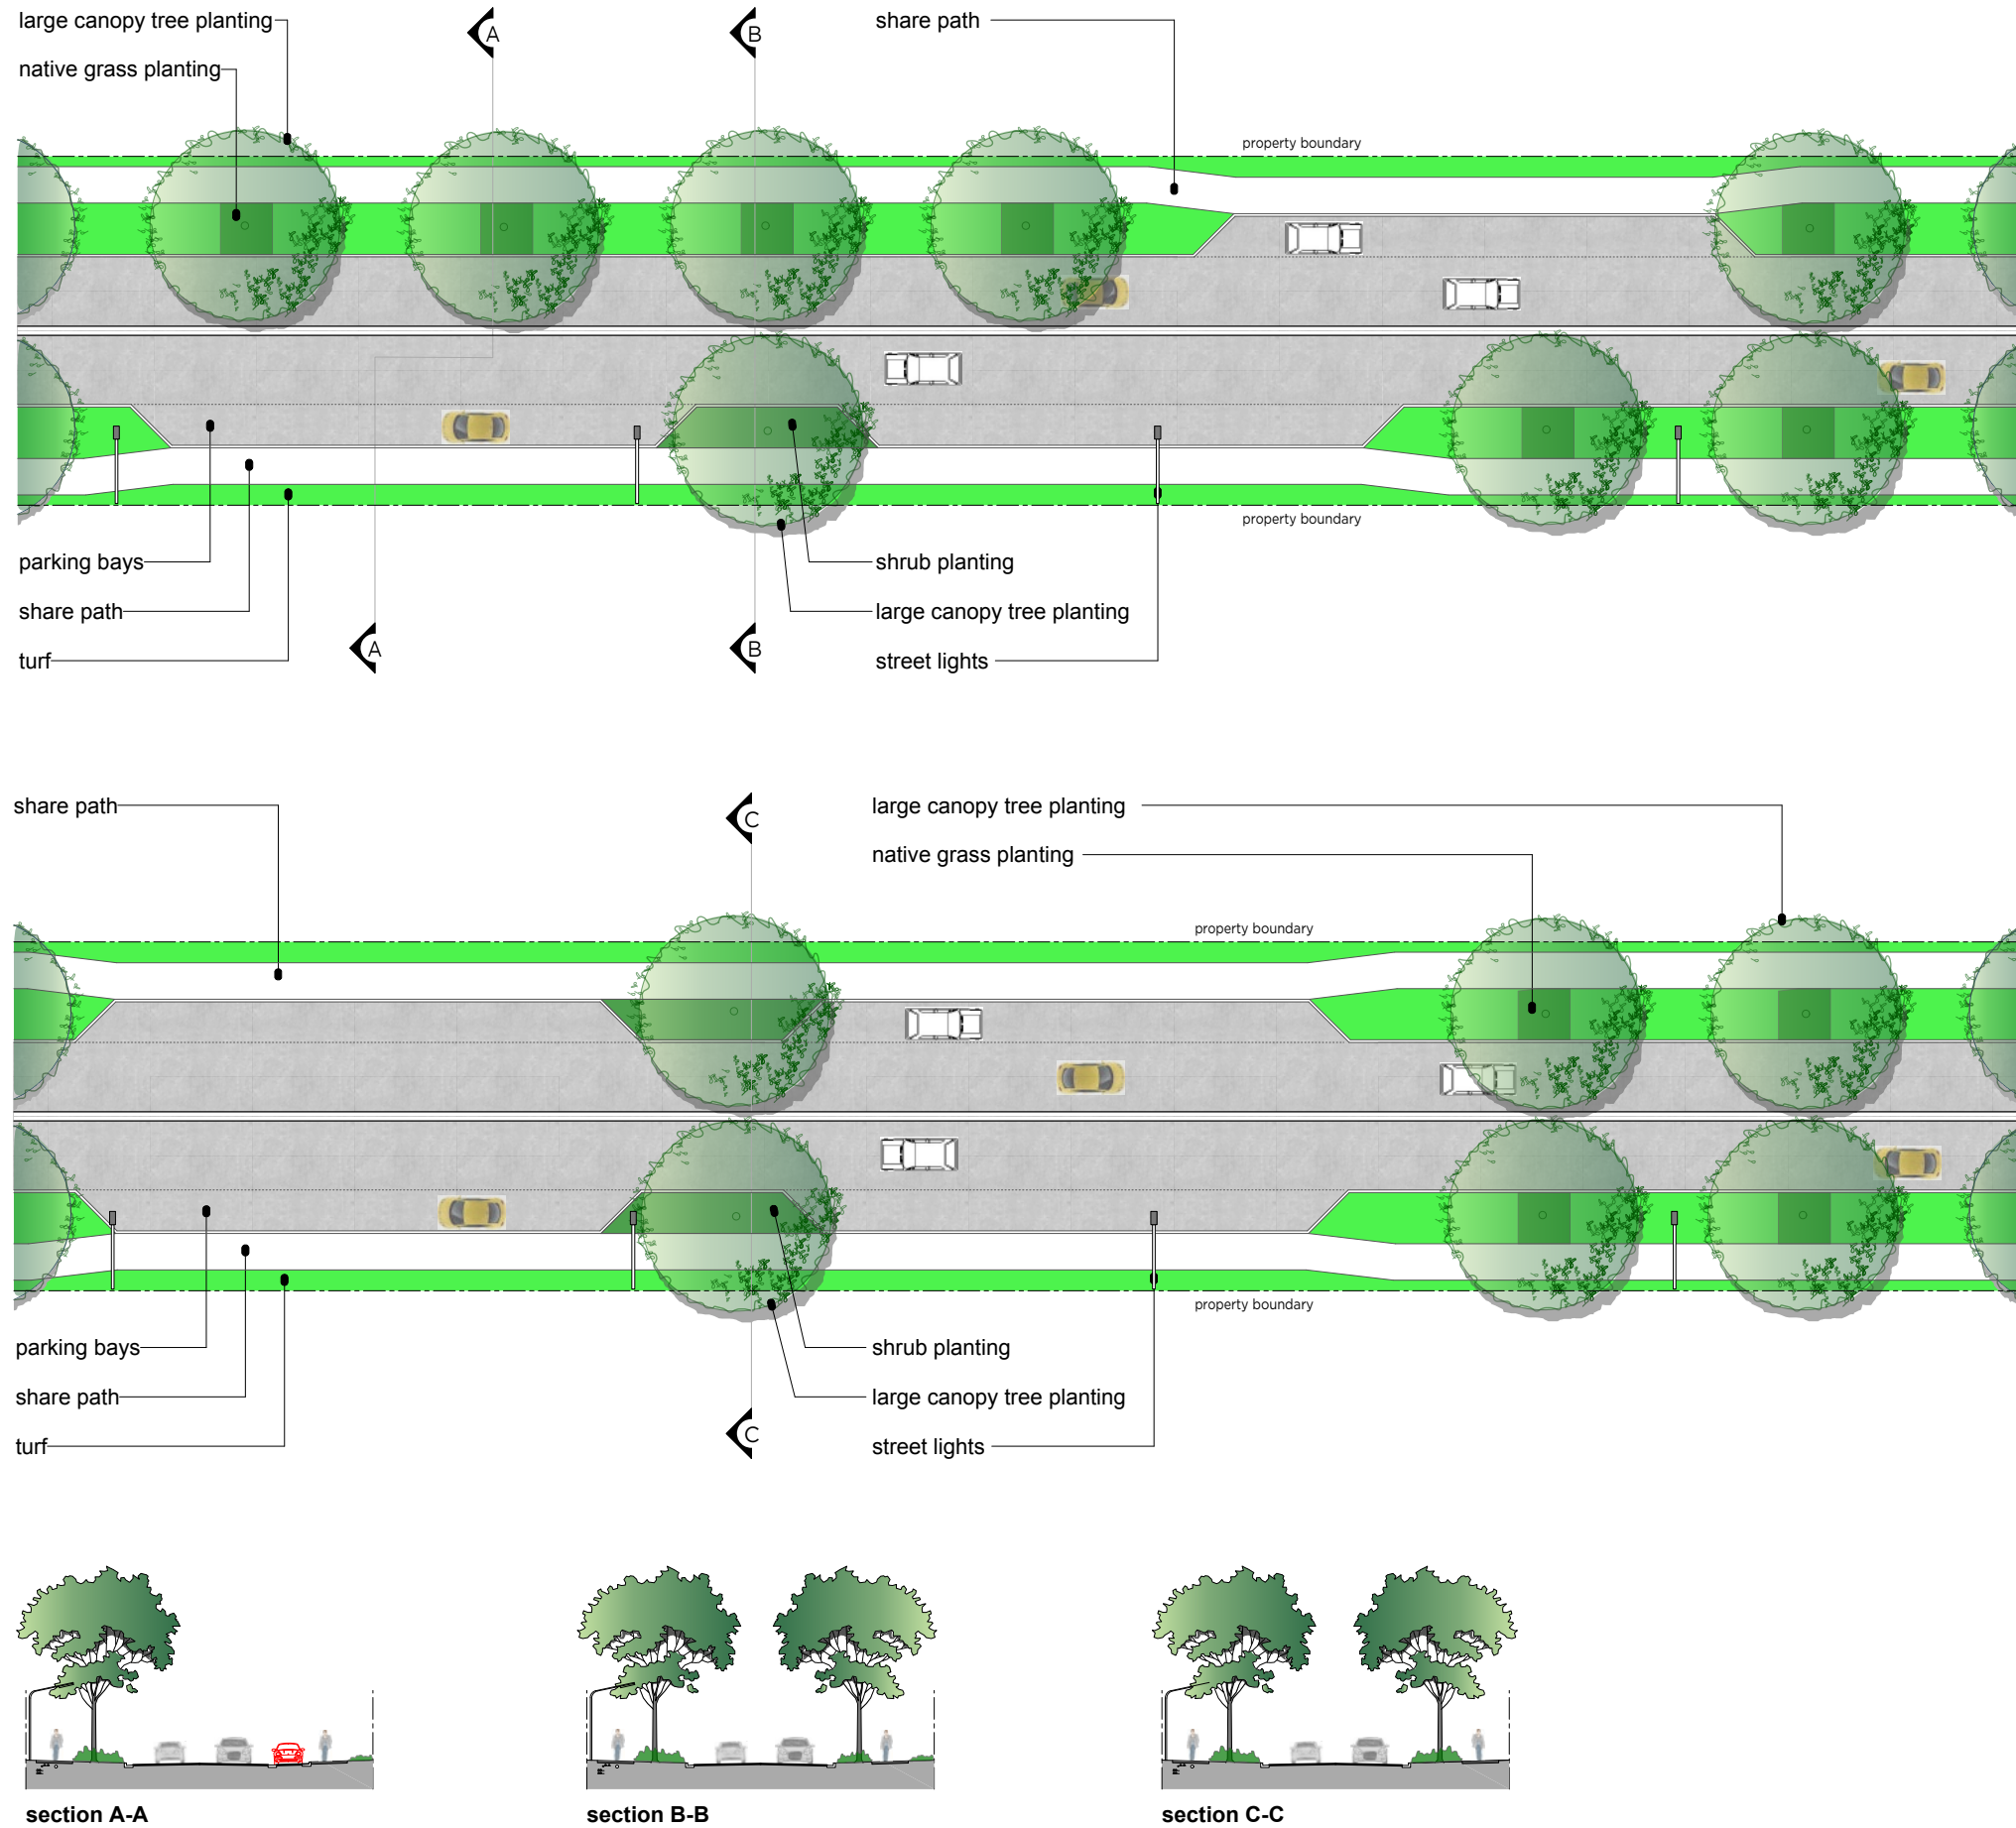 large canopy tree planting
native grass planting
A
B
share path
property boundary
property boundary
parking bays
share path
turf
A
B
shrub planting
large canopy tree planting
street lights
share path
C
large canopy tree planting
native grass planting
property boundary
property boundary
parking bays
share path
turf
C
shrub planting
large canopy tree planting
street lights
section A-A
section B-B
section C-C